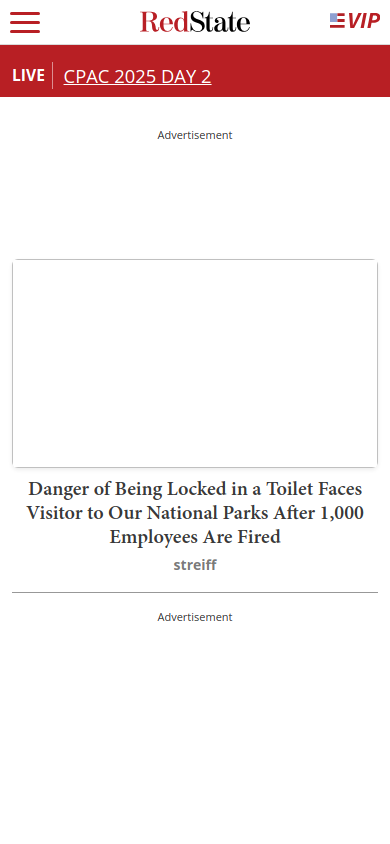 RedState
VIP
LIVE
CPAC 2025 DAY 2
Advertisement
Danger of Being Locked in a Toilet Faces
Visitor to Our National Parks After 1,000
Employees Are Fired
streiff
Advertisement